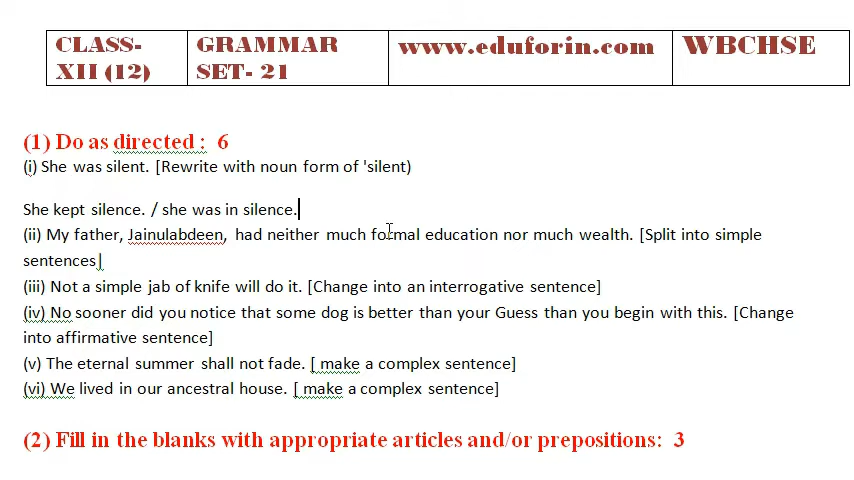 CLASS- GRAMMAR www.eduforin.com WBCHSE
XII (12) SET- 21
(1) Do as directed : 6
(i) She was silent. [Rewrite with noun form of 'silent)
She kept silence. / she was in silence.
(ii) My father, Jainulabdeen, had neither much formal education nor much wealth. [Split into simple
sentences]
(iii) Not a simple jab of knife will do it. [Change into an interrogative sentence]
(iv) No sooner did you notice that some dog is better than your Guess than you begin with this. [Change
into affirmative sentence]
(v) The eternal summer shall not fade. [ make a complex sentence]
(vi) We lived in our ancestral house. [ make a complex sentence]
(2) Fill in the blanks with appropriate articles and/or prepositions: 3